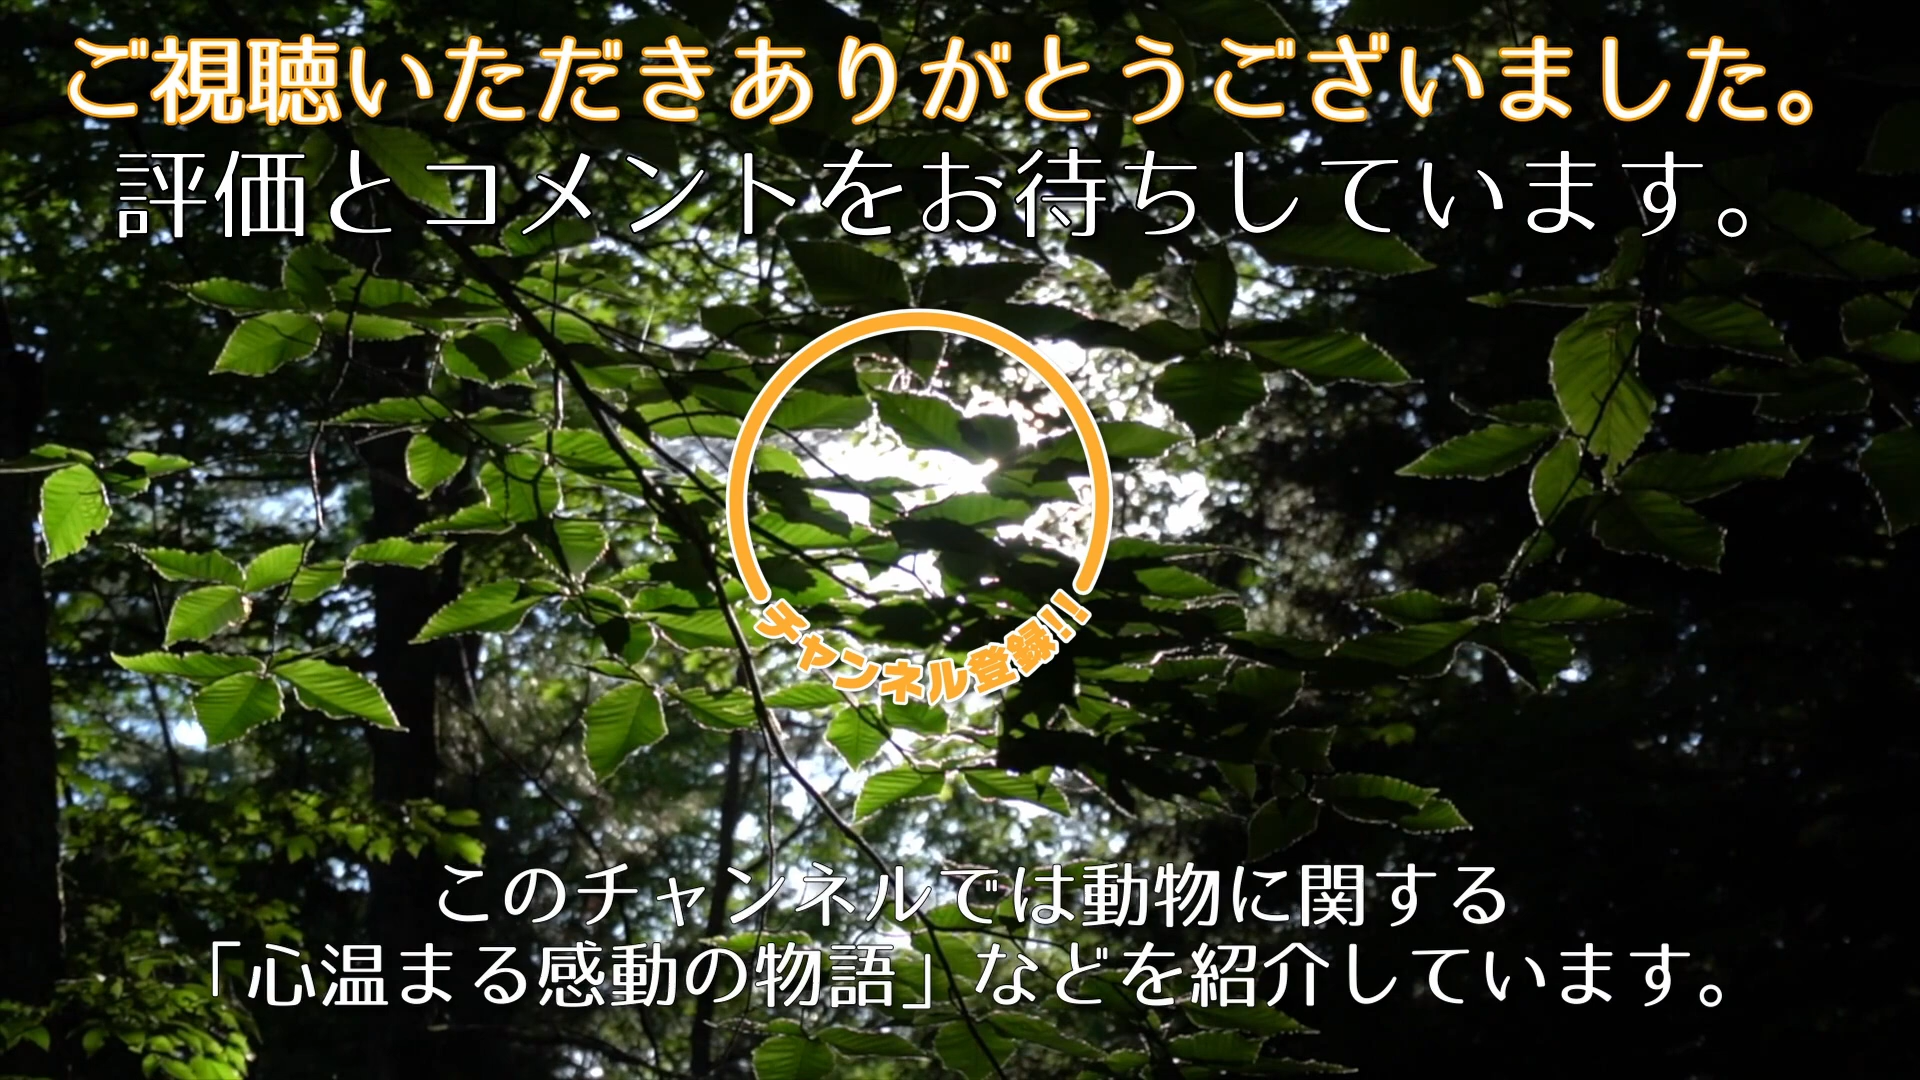 ご視聴いただきありがとうございました。
評価とコメントをお待ちしています。
チャンネル登録!!
このチャンネルでは動物に関する
「心温まる感動の物語」などを紹介しています。